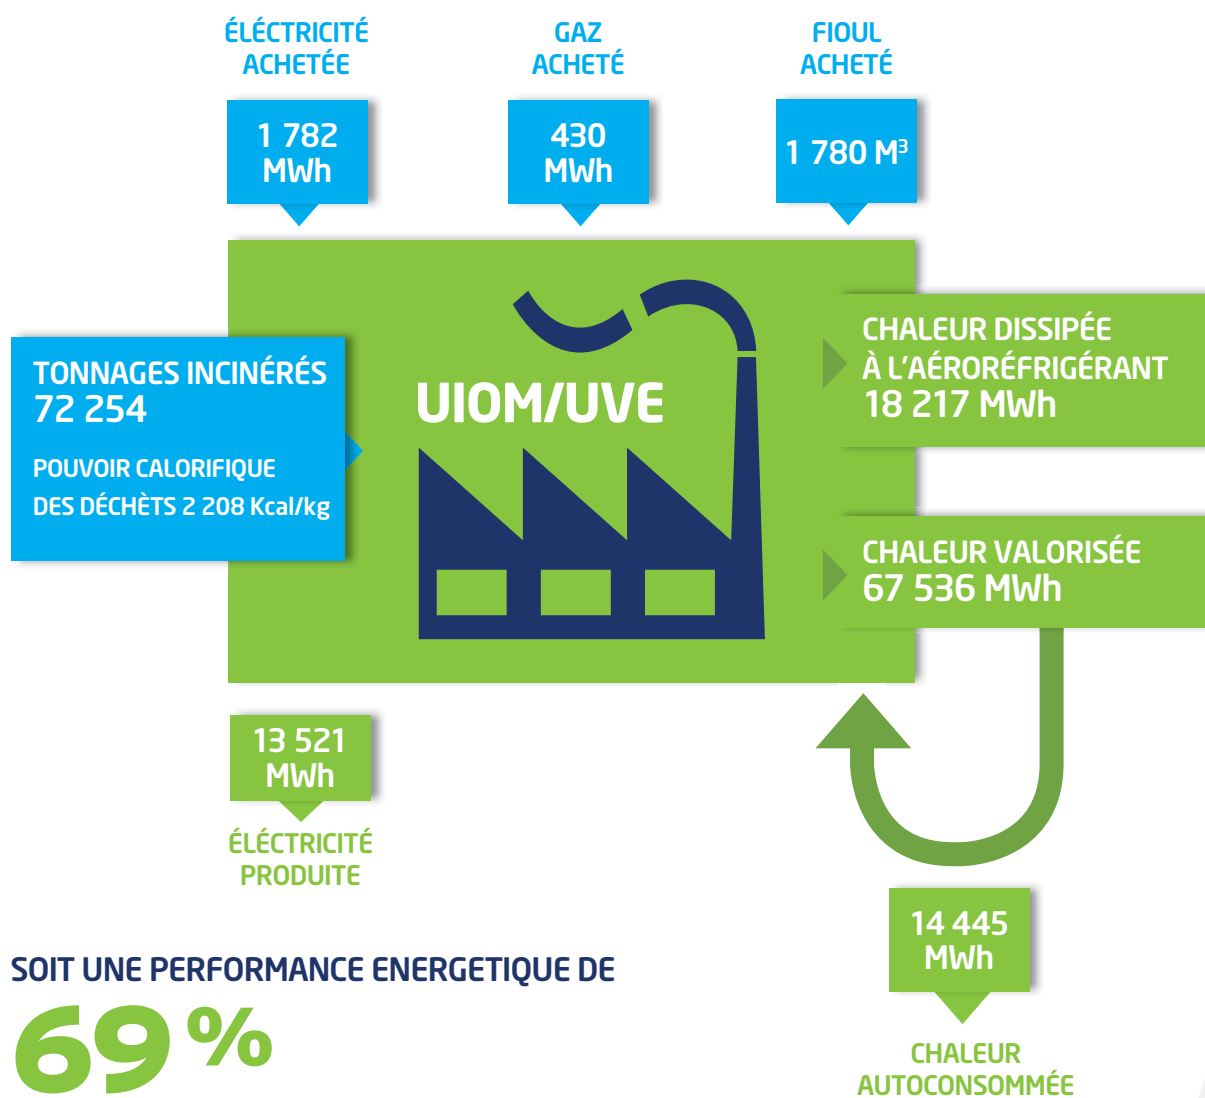 ÉLÉCTRICITÉ
ACHETÉE
GAZ
ACHETÉ
FIOUL
ACHETÉ
1 782
MWh
430
MWh
1 780 M³
TONNAGES INCINÉRÉS
72 254
POUVOIR CALORIFIQUE
DES DÉCHÈTS 2 208 Kcal/kg
UIOM/UVE
CHALEUR DISSIPÉE
À L'AÉRORÉFRIGÉRANT
18 217 MWh
CHALEUR VALORISÉE
67 536 MWh
13 521
MWh
ÉLÉCTRICITÉ
PRODUITE
14 445
MWh
CHALEUR
AUTOCONSOMMÉE
SOIT UNE PERFORMANCE ENERGETIQUE DE
69 %